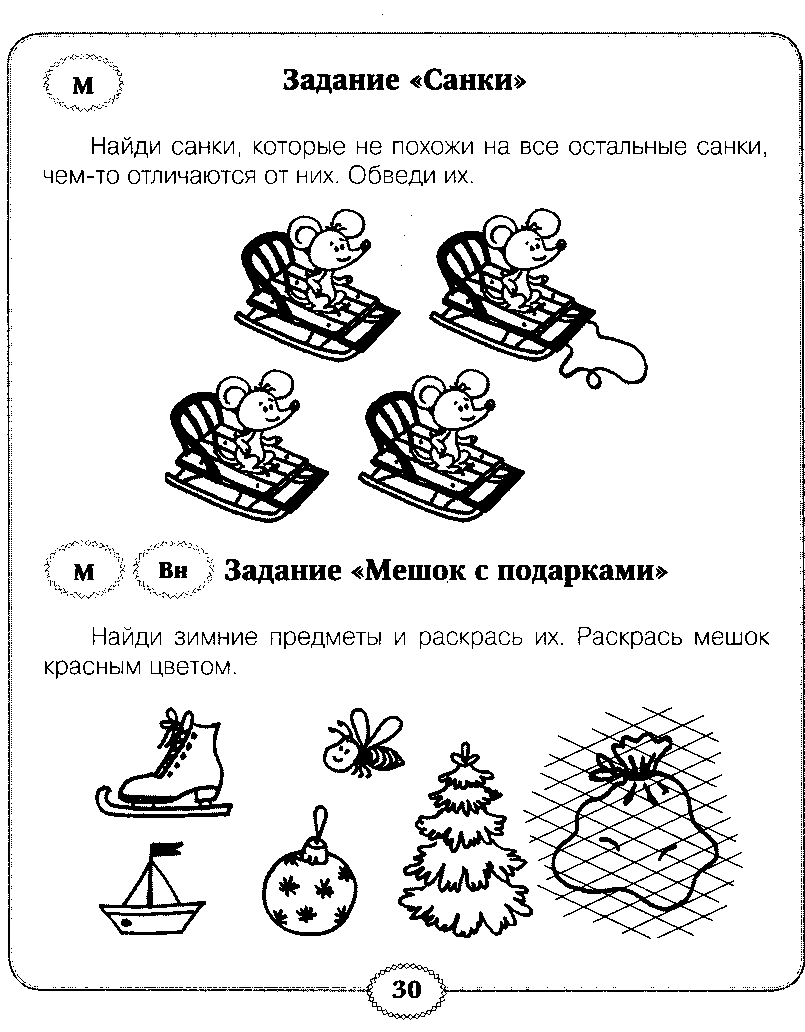 М
Задание «Санки»
Найди санки, которые не похожи на все остальные санки,
чем-то отличаются от них. Обведи их.
М Вн Задание «Мешок с подарками»
Найди зимние предметы и раскрась их. Раскрась мешок
красным цветом.
30